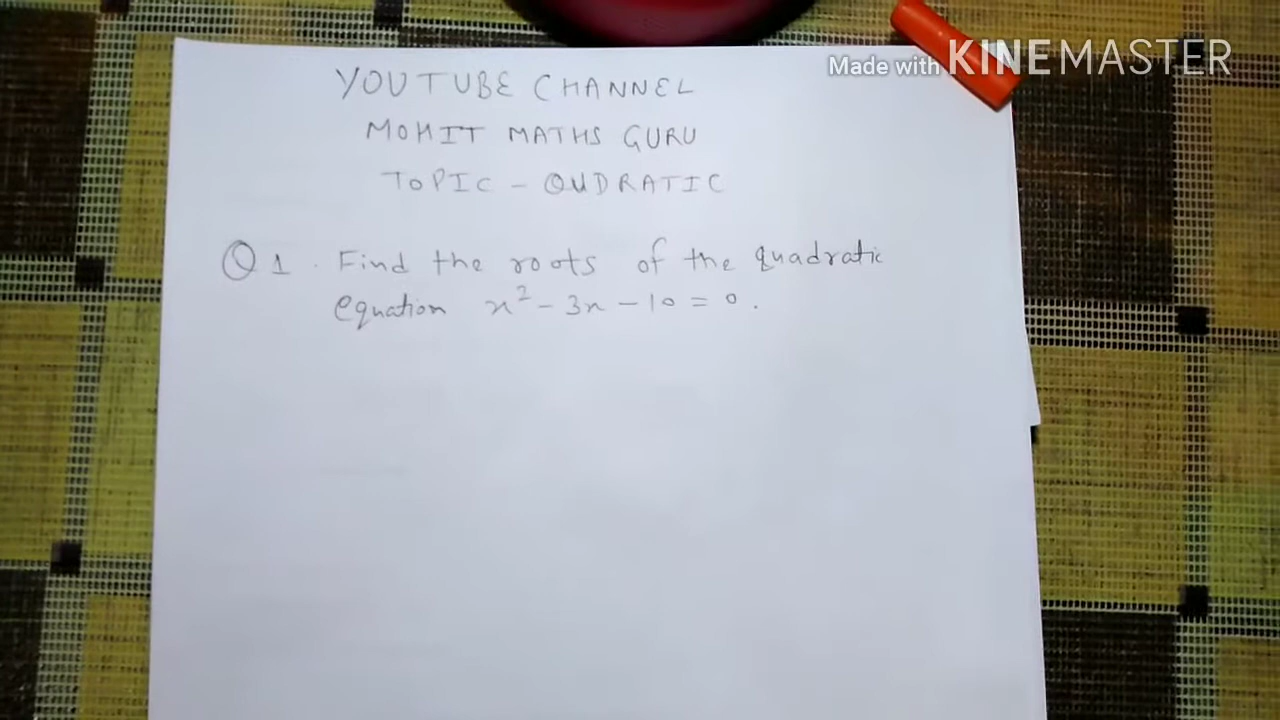 Made with KINEMASTER
YOUTUBE CHANNEL
MOHIT MATHS GURU
TOPIC - QUDRATIC
Q1. Find the roots of the quadratic
equation x² - 3x - 10 = 0.